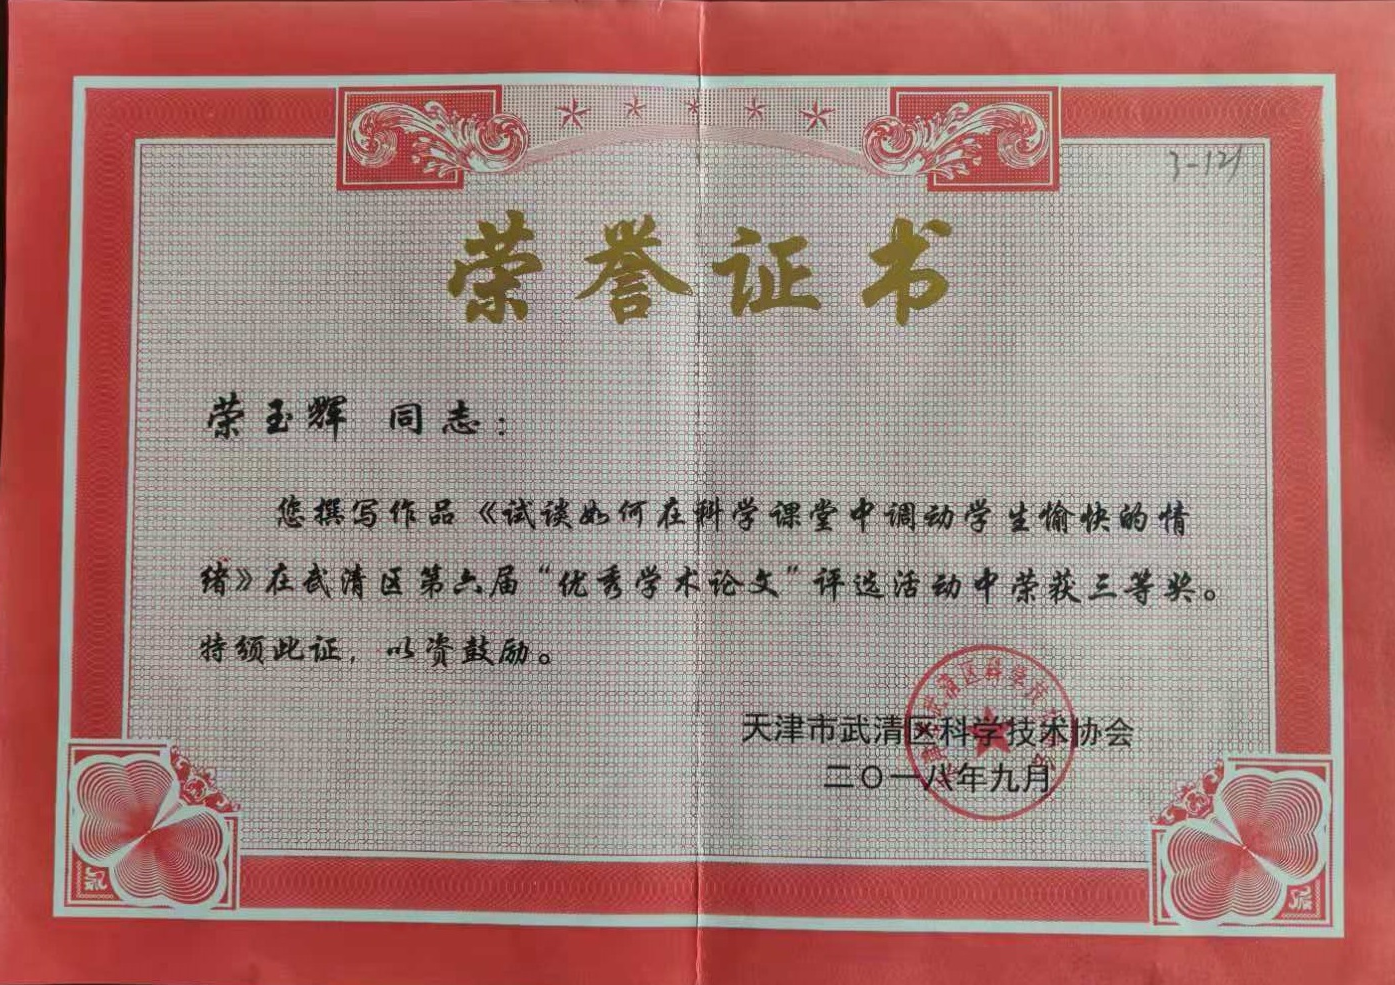 3-121
荣誉证书
荣玉辉 同志：
您撰写作品《试谈如何在科学课堂中调动学生愉快的情
绪》在武清区第六届“优秀学术论文”评选活动中荣获三等奖。
特颁此证，以资鼓励。
天津市武清区科学技术协会
二〇一八年九月